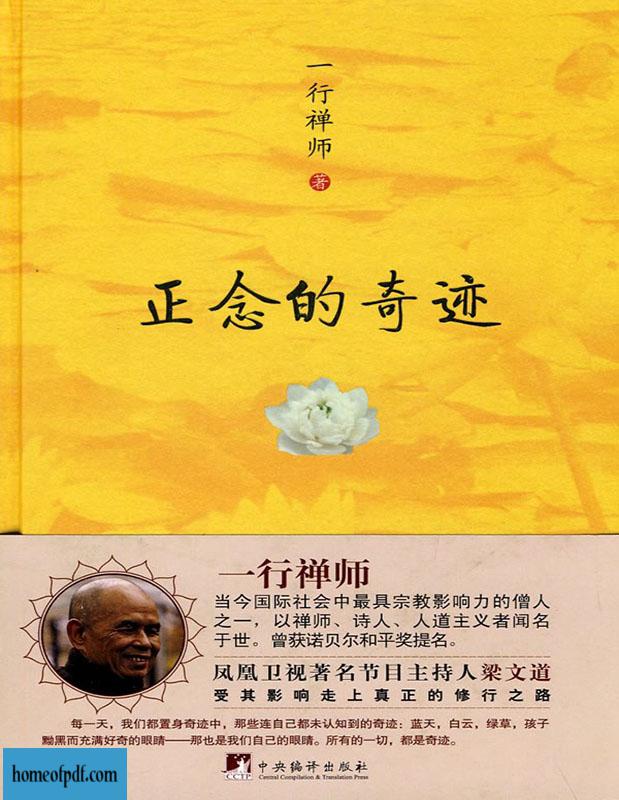 一行禅师
著
正念的奇迹
一行禅师
当今国际社会中最具宗教影响力的僧人
之一，以禅师、诗人、人道主义者闻名
于世。曾获诺贝尔和平奖提名。
凤凰卫视著名节目主持人梁文道
受其影响走上真正的修行之路
每一天，我们都置身奇迹中，那些连自己都未认知到的奇迹：蓝天，白云，绿草，孩子
黝黑而充满好奇的眼睛——那也是我们自己的眼睛。所有的一切，都是奇迹。
homeofpdf.com
CCTP
中央编译出版社
Central Compilation & Translation Press